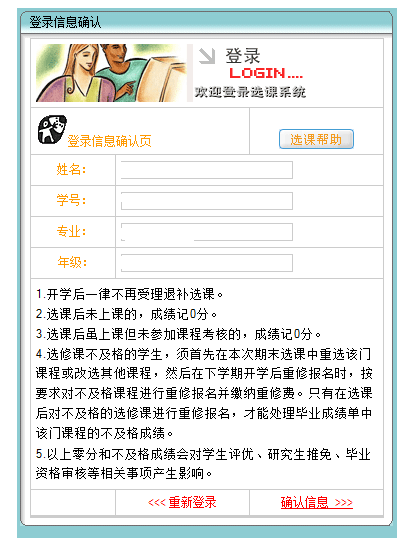 登录信息确认
登录
LOGIN....
欢迎登录选课系统
登录信息确认页
选课帮助
姓名：
学号：
专业：
年级：
1.开学后一律不再受理退补选课。
2.选课后未上课的，成绩记0分。
3.选课后虽上课但未参加课程考核的，成绩记0分。
4.选修课不及格的学生，须首先在本次期末选课中重选该门
课程或改选其他课程，然后在下学期开学后重修报名时，按
要求对不及格课程进行重修报名并缴纳重修费。只有在选课
后对不及格的选修课进行重修报名，才能处理毕业成绩单中
该门课程的不及格成绩。
5.以上零分和不及格成绩会对学生评优、研究生推免、毕业
资格审核等相关事项产生影响。
<<< 重新登录
确认信息 >>>